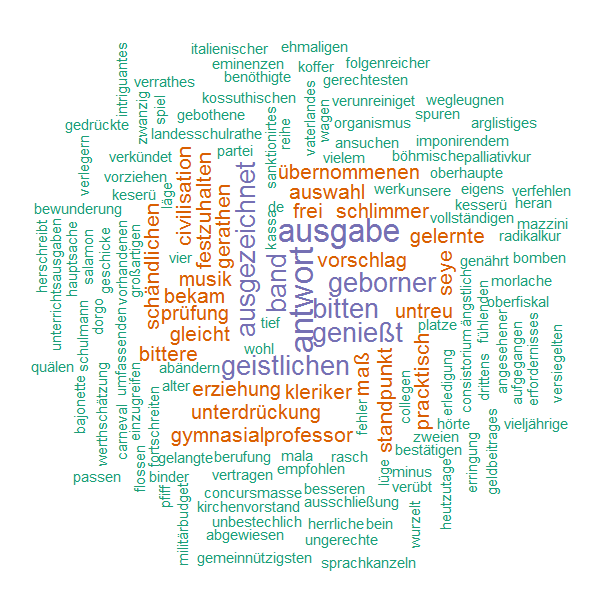 italienischer
ehmaligen
eminenzen
koffer
folgenreicher
intriguantes
verrathes
benöthigte
gerechtesten
zwanzig
spiel
kossuthischen
vaterlandes
wagen
verunreiniget
wegleugnen
gedrückte
gebothene
reihe
organismus
spuren
arglistiges
landesschulrathe
sanktionirtes
ansuchen
imponirendem
verlegern
verkündet
partei
vielem
böhmische
palliativkur
vorziehen
civilisation
festzuhalten
gerathen
ausgezeichnet
übernommenen
oberhaupte
keserü
läge
auswahl
werk
unsere
eigens
verfehlen
bewunderung
schändlichen
kassa
de
frei
schlimmer
kesserü
heran
vollständigen
mazzini
herschreibt
unterrichtsausgaben
hauptsache
salamon
geschicke
vorhandenen
großartigen
ausgabe
gelernte
radikalkur
vier
musik
band
antwort
vorschlag
seye
genährt
bomben
dorgo
bekam
geborner
ängstlich
morlache
schulmann
umfassenden
prüfung
tief
bitten
untreu
oberfiskal
bajonette
gleicht
genießt
platze
fühlenden
quälen
bittere
wohl
practisch
angesehener
aufgegangen
erfordernisses
versiegelten
werthschätzung
carneval
einzugreifen
abändern
geistlichen
maß
standpunkt
consistorium
drittens
alter
erziehung
kleriker
erledigung
fortschreiten
unterdrückung
fehler
collegen
hörte
geldbeitrages
vieljährige
gymnasialprofessor
zweien
flossen
gelangte
berufung
mala
rasch
lüge
bestätigen
erringung
passen
binder
vertragen
empfohlen
minus
heutzutage
pfiff
concursmasse
besseren
verübt
militärbudget
kirchenvorstand
ausschließung
wurzelt
unbestechlich
herrliche
bein
abgewiesen
ungerechte
gemeinnützigsten
sprachkanzeln